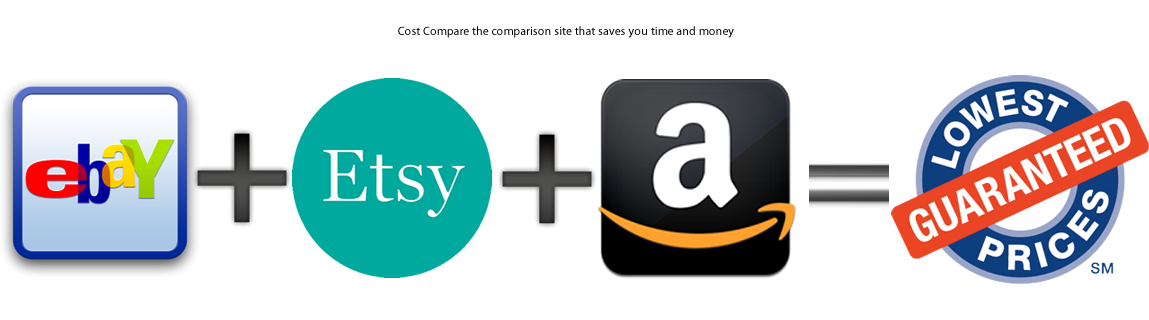 Cost Compare the comparison site that saves you time and money
ebaY
Etsy
a
LOWEST
GUARANTEED
PRICES
SM